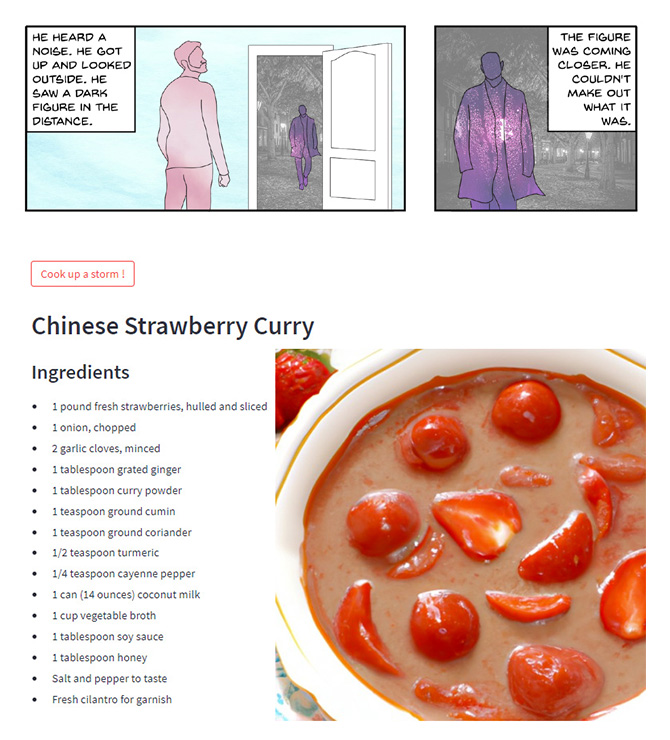 HE HEARD A
NOISE. HE GOT
UP AND LOOKED
OUTSIDE. HE
SAW A DARK
FIGURE IN THE
DISTANCE.
THE FIGURE
WAS COMING
CLOSER. HE
COULDN'T
MAKE OUT
WHAT IT
WAS.
Cook up a storm !
Chinese Strawberry Curry
Ingredients
• 1 pound fresh strawberries, hulled and sliced
• 1 onion, chopped
• 2 garlic cloves, minced
• 1 tablespoon grated ginger
• 1 tablespoon curry powder
• 1 teaspoon ground cumin
• 1 teaspoon ground coriander
• 1/2 teaspoon turmeric
• 1/4 teaspoon cayenne pepper
• 1 can (14 ounces) coconut milk
• 1 cup vegetable broth
• 1 tablespoon soy sauce
• 1 tablespoon honey
• Salt and pepper to taste
• Fresh cilantro for garnish